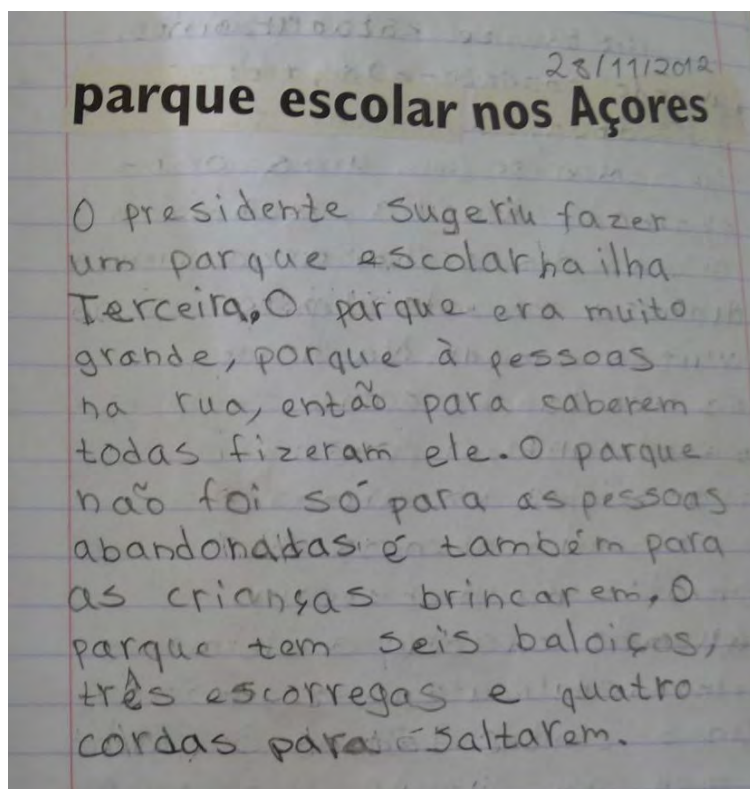 28/11/2012
parque escolar nos Açores
O presidente sugeriu fazer
um parque escolar na ilha
Terceira. O parque era muito
grande, porque à pessoas
na rua, então para caberem
todas fizeram ele. O parque
não foi só para as pessoas
abandonadas é também para
as crianças brincarem. O
parque tem seis baloiços,
três escorregas e quatro
cordas para saltarem.